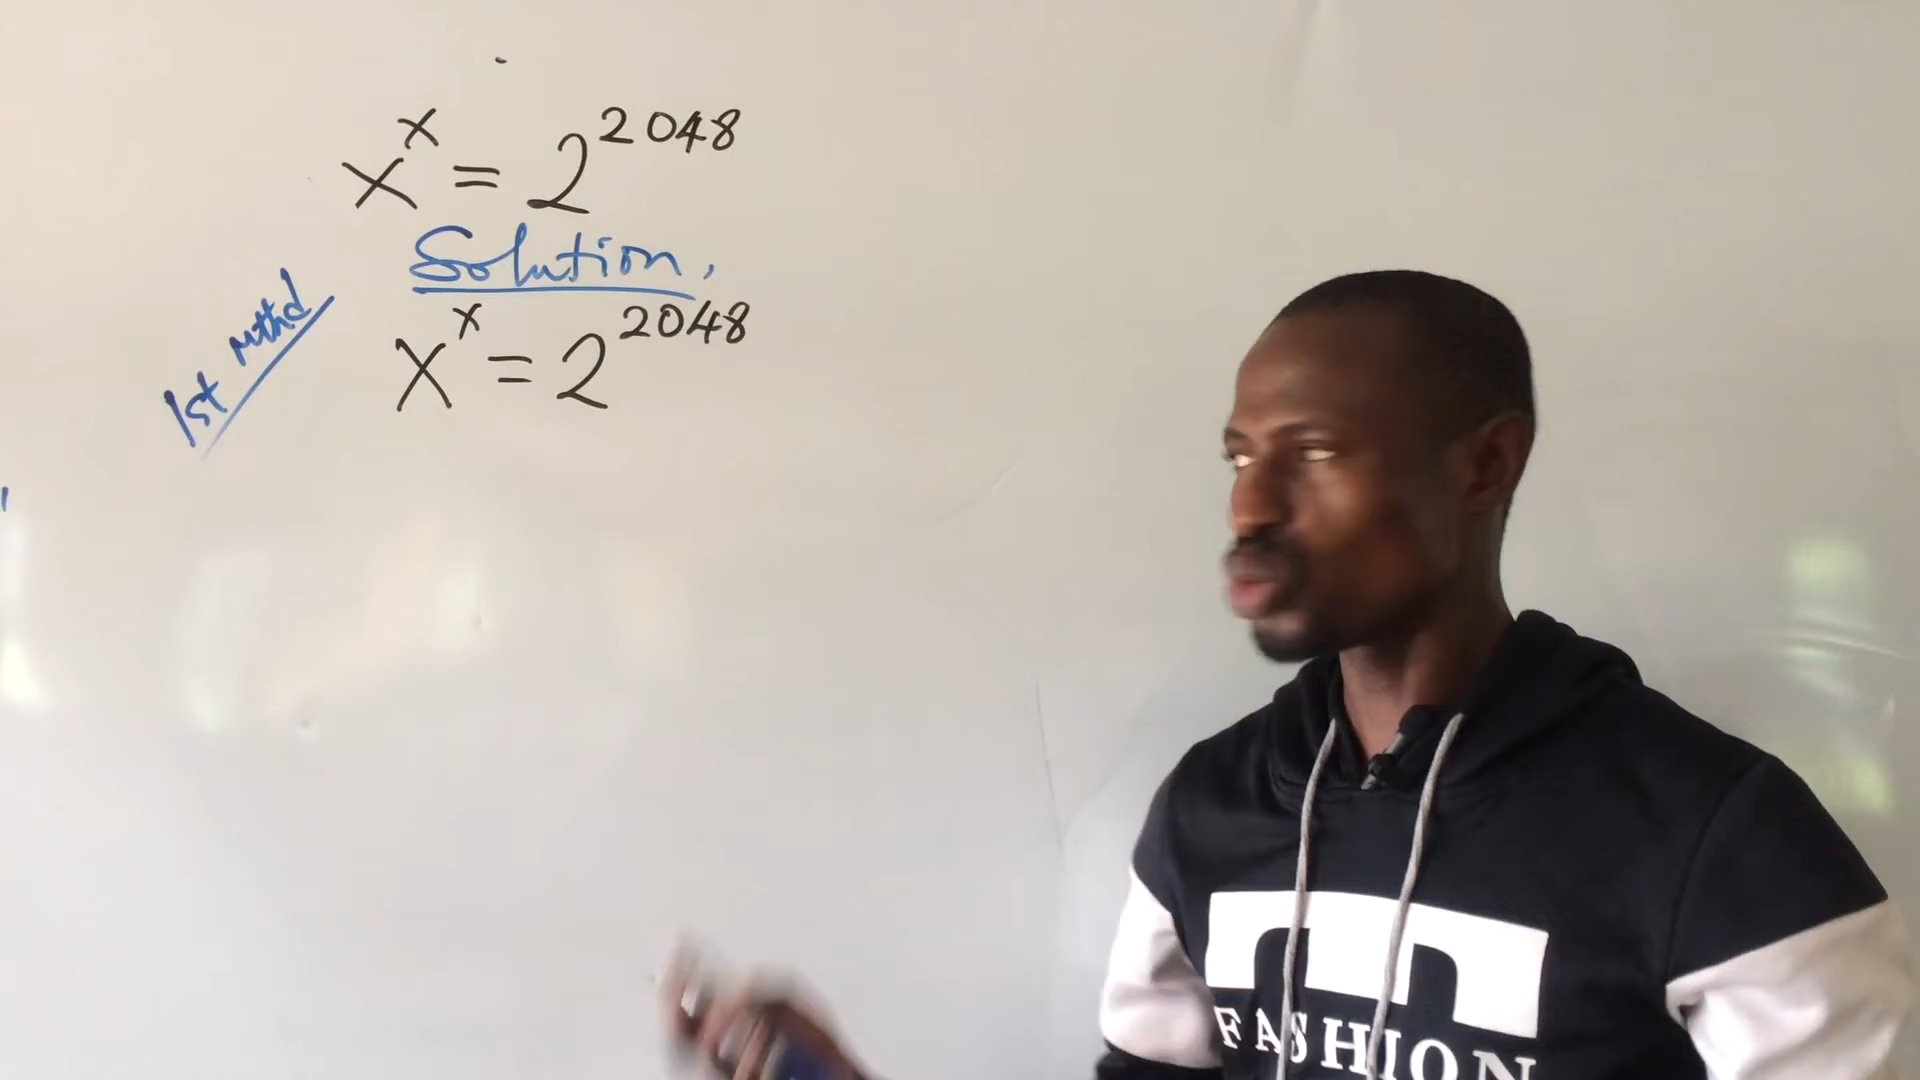 x^x = 2^2048
Solution,
1st mthd
x^x = 2^2048
FASHION